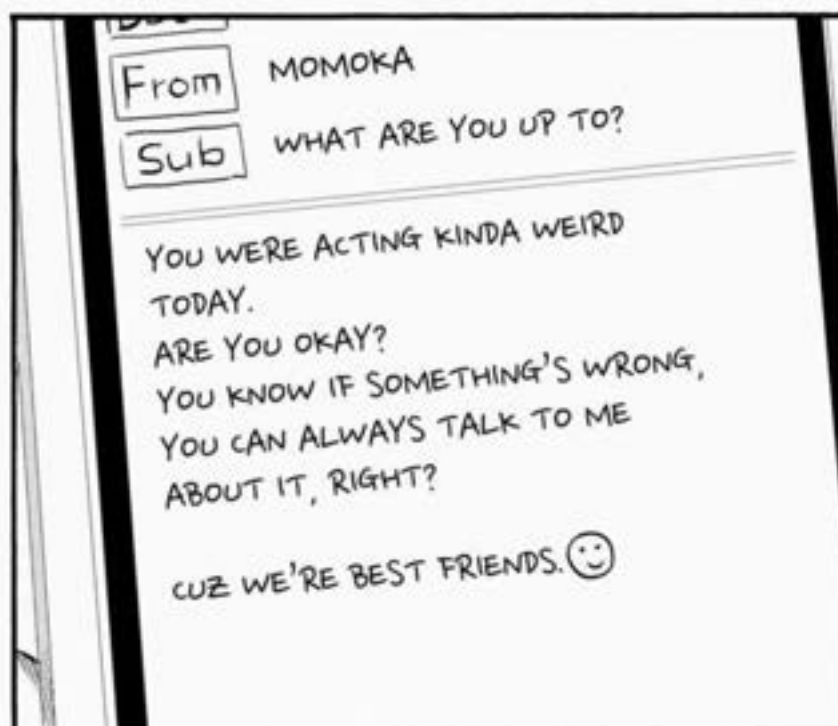 From MOMOKA
Sub WHAT ARE YOU UP TO?
YOU WERE ACTING KINDA WEIRD
TODAY.
ARE YOU OKAY?
YOU KNOW IF SOMETHING'S WRONG,
YOU CAN ALWAYS TALK TO ME
ABOUT IT, RIGHT?
CUZ WE'RE BEST FRIENDS.